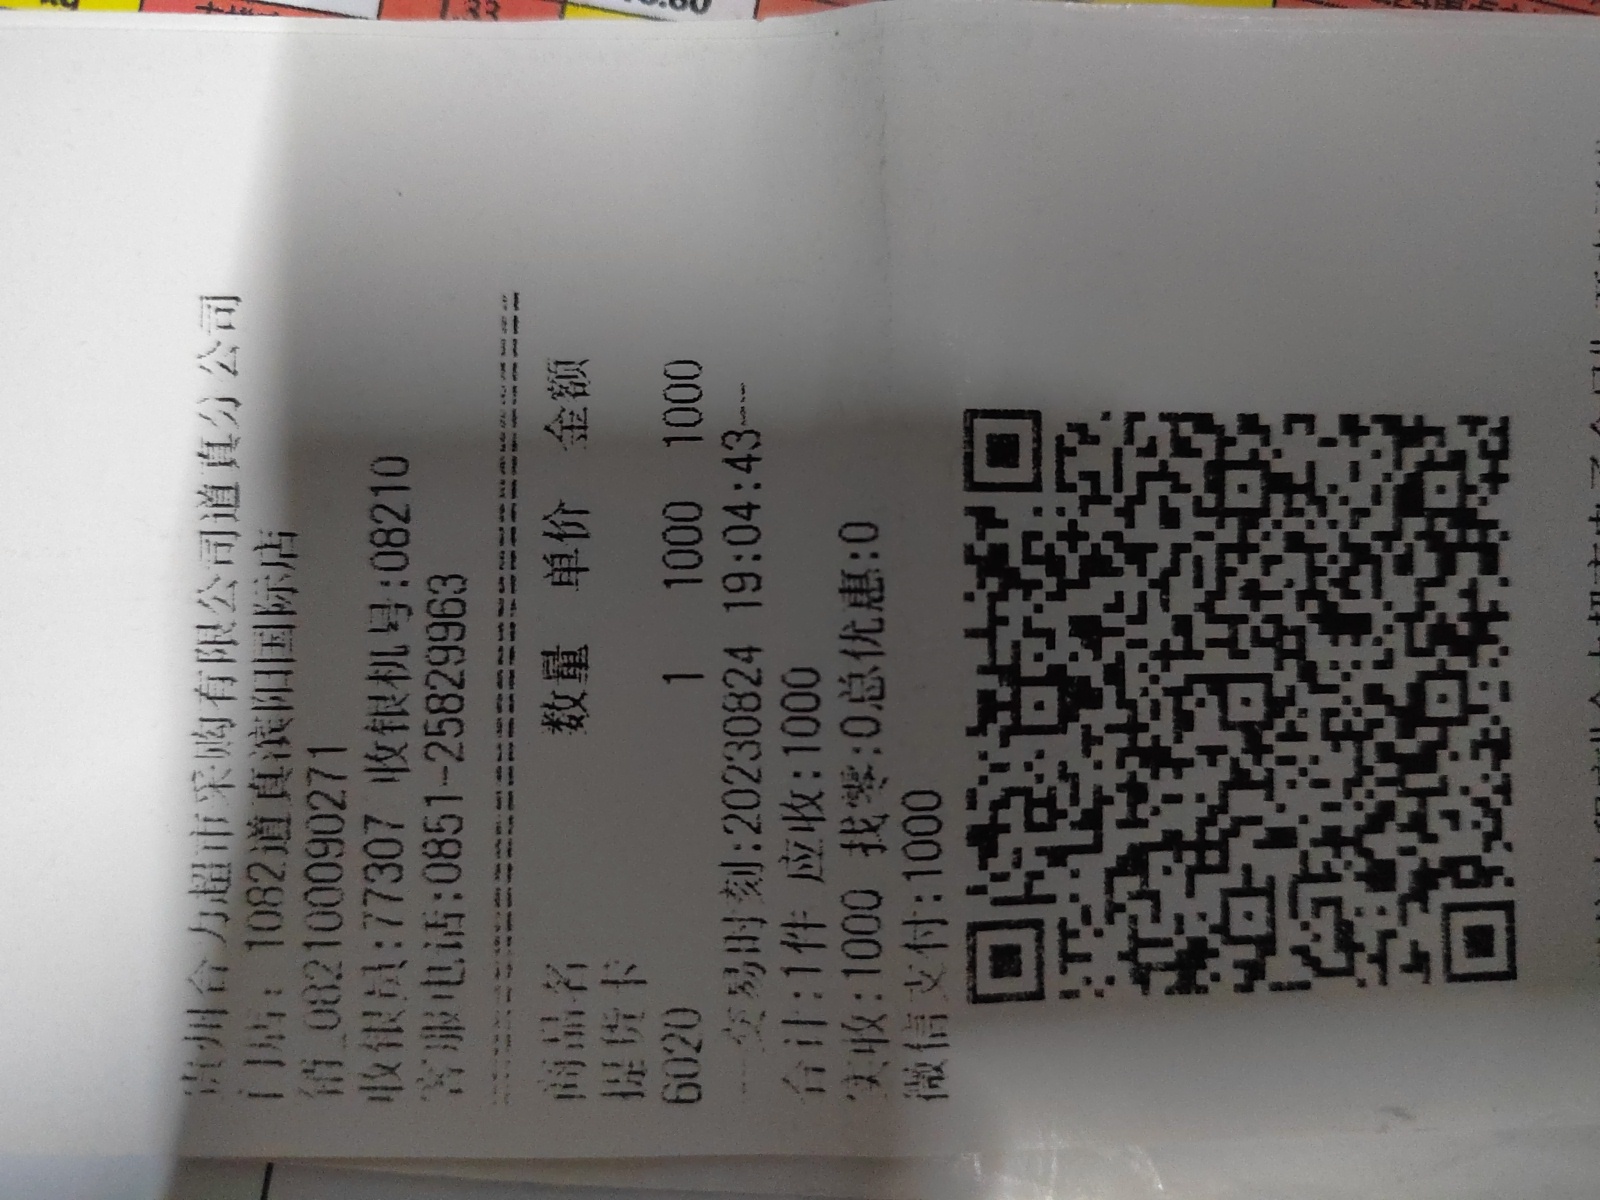 贵州合力超市采购有限公司道真分公司
门店: 1082道真滨阳国际店
销_08210090271
收银员:77307 收银机号:08210
客服电话:0851-25829963
商品名 数量 单价 金额
提货卡
6020 1 1000 1000
---交易时刻:20230824 19:04:43---
合计:1件 应收:1000
实收:1000 找零:0总优惠:0
微信支付:1000